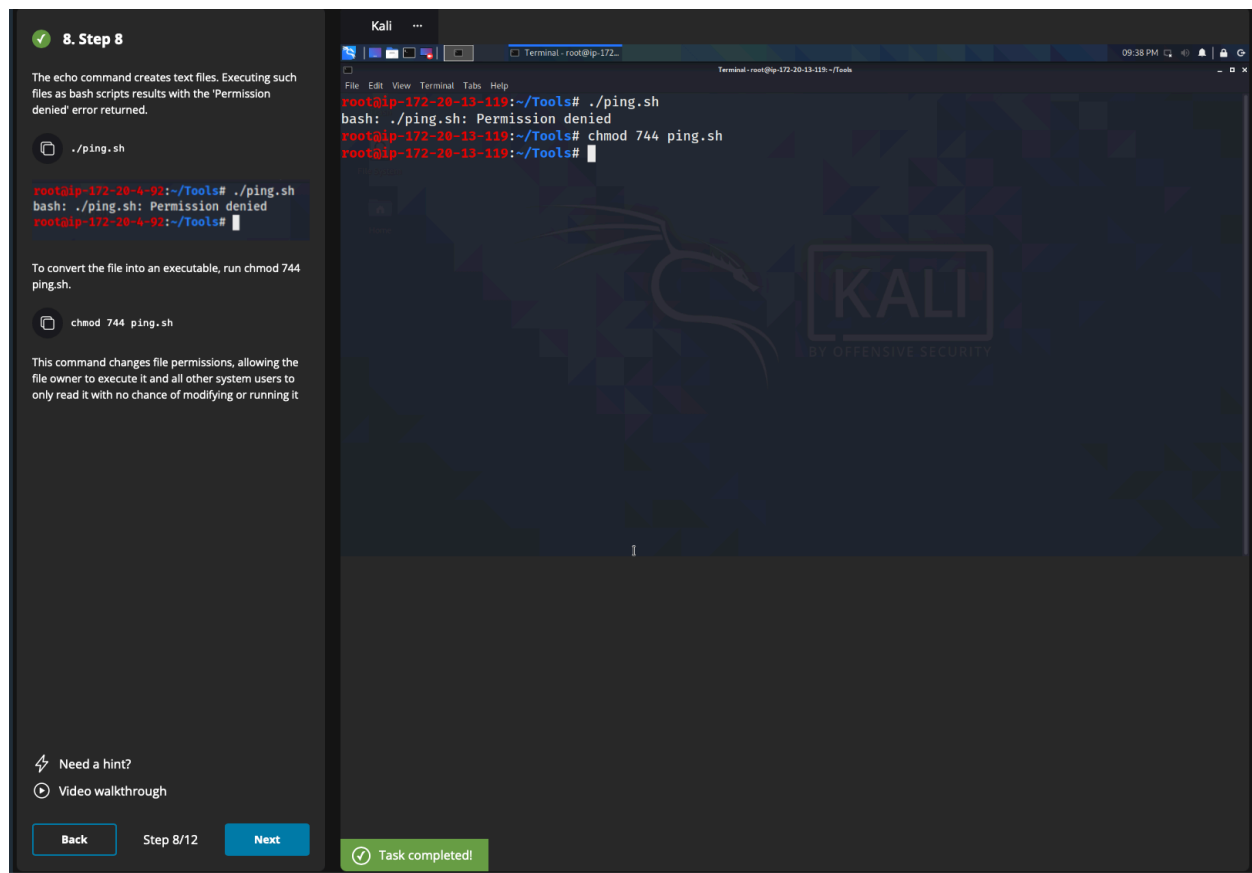 8. Step 8
The echo command creates text files. Executing such
files as bash scripts results with the 'Permission
denied' error returned.
./ping.sh
root@ip-172-20-4-92:~/Tools# ./ping.sh
bash: ./ping.sh: Permission denied
root@ip-172-20-4-92:~/Tools#
To convert the file into an executable, run chmod 744
ping.sh.
chmod 744 ping.sh
This command changes file permissions, allowing the
file owner to execute it and all other system users to
only read it with no chance of modifying or running it
Need a hint?
Video walkthrough
Back
Step 8/12
Next
Kali ...
Terminal - root@ip-172...
09:38 PM
Terminal - root@ip-172-20-13-119: ~/Tools
File Edit View Terminal Tabs Help
root@ip-172-20-13-119:~/Tools# ./ping.sh
bash: ./ping.sh: Permission denied
root@ip-172-20-13-119:~/Tools# chmod 744 ping.sh
root@ip-172-20-13-119:~/Tools#
KALI
BY OFFENSIVE SECURITY
Task completed!